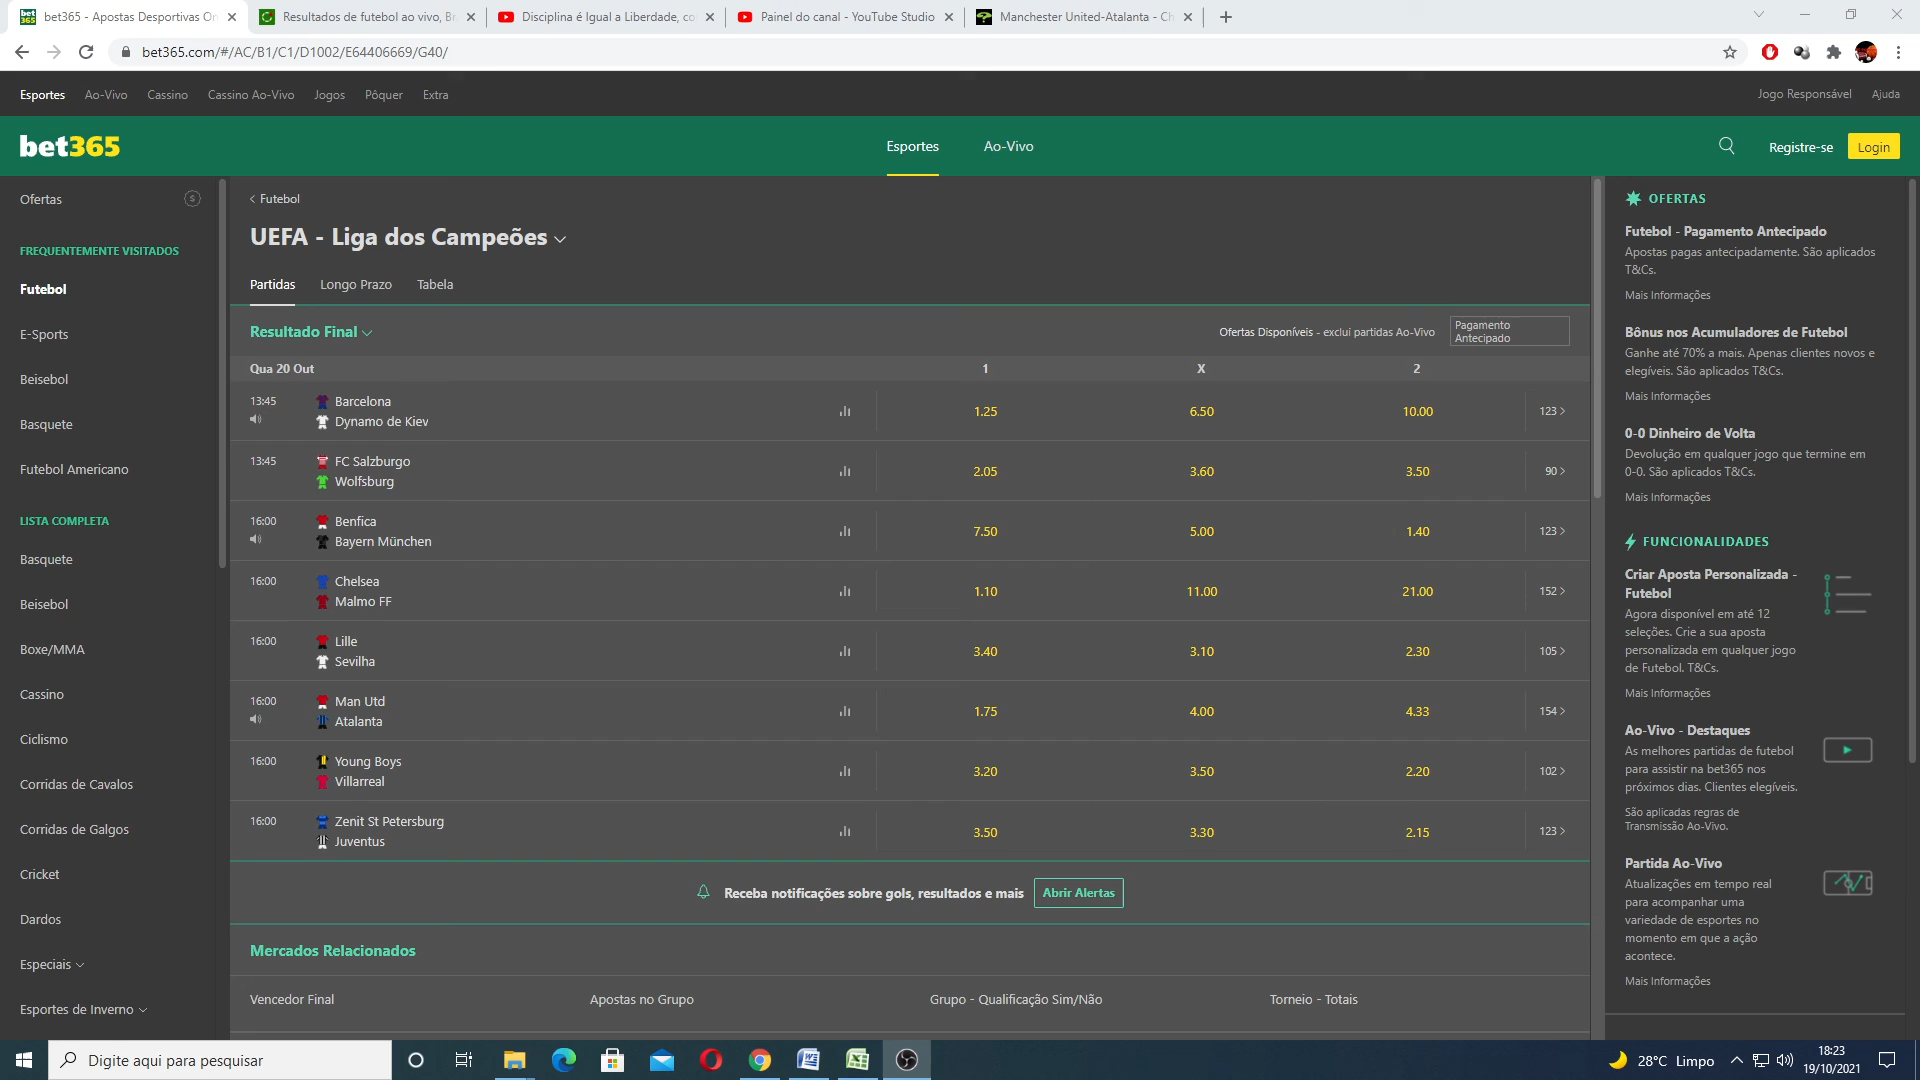 bet365 - Apostas Desportivas On
Resultados de futebol ao vivo, Br
Disciplina é Igual a Liberdade, co
Painel do canal - YouTube Studio
Manchester United-Atalanta - Ch
bet365.com/#/AC/B1/C1/D1002/E64406669/G40/
Esportes Ao-Vivo Cassino Cassino Ao-Vivo Jogos Pôquer Extra
Jogo Responsável Ajuda
bet365
Esportes Ao-Vivo
Registre-se Login
Ofertas
FREQUENTEMENTE VISITADOS
Futebol
E-Sports
Beisebol
Basquete
Futebol Americano
LISTA COMPLETA
Basquete
Beisebol
Boxe/MMA
Cassino
Ciclismo
Corridas de Cavalos
Corridas de Galgos
Cricket
Dardos
Especiais
Esportes de Inverno
Futebol
UEFA - Liga dos Campeões
Partidas Longo Prazo Tabela
Resultado Final
Ofertas Disponíveis - exclui partidas Ao-Vivo
Pagamento
Antecipado
Qua 20 Out 1 X 2
13:45 Barcelona
Dynamo de Kiev
1.25 6.50 10.00 123
13:45 FC Salzburgo
Wolfsburg
2.05 3.60 3.50 90
16:00 Benfica
Bayern München
7.50 5.00 1.40 123
16:00 Chelsea
Malmo FF
1.10 11.00 21.00 152
16:00 Lille
Sevilha
3.40 3.10 2.30 105
16:00 Man Utd
Atalanta
1.75 4.00 4.33 154
16:00 Young Boys
Villarreal
3.20 3.50 2.20 102
16:00 Zenit St Petersburg
Juventus
3.50 3.30 2.15 123
Receba notificações sobre gols, resultados e mais Abrir Alertas
Mercados Relacionados
Vencedor Final Apostas no Grupo Grupo - Qualificação Sim/Não Torneio - Totais
OFERTAS
Futebol - Pagamento Antecipado
Apostas pagas antecipadamente. São aplicados
T&Cs.
Mais Informações
Bônus nos Acumuladores de Futebol
Ganhe até 70% a mais. Apenas clientes novos e
elegíveis. São aplicados T&Cs.
Mais Informações
0-0 Dinheiro de Volta
Devolução em qualquer jogo que termine em
0-0. São aplicados T&Cs.
Mais Informações
FUNCIONALIDADES
Criar Aposta Personalizada -
Futebol
Agora disponível em até 12
seleções. Crie a sua aposta
personalizada em qualquer jogo
de Futebol. T&Cs.
Mais Informações
Ao-Vivo - Destaques
As melhores partidas de futebol
para assistir na bet365 nos
próximos dias. Clientes elegíveis.
São aplicadas regras de
Transmissão Ao-Vivo.
Partida Ao-Vivo
Atualizações em tempo real
para acompanhar uma
variedade de esportes no
momento em que a ação
acontece.
Mais Informações
Digite aqui para pesquisar
28°C Limpo
18:23
19/10/2021